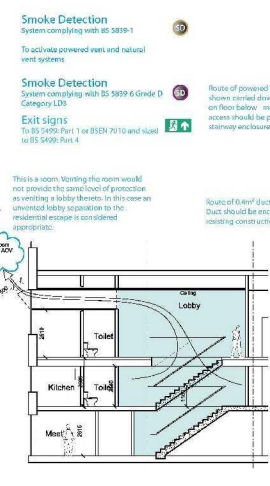 Smoke Detection
System complying with BS 5839-1
SD
To activate powered vent and natural
vent systems
Smoke Detection
System complying with BS 5839 6 Grade D
Category LD3
SD
Exit signs
To BS 5499: Part 1 or BSEN 7010 and sized
to BS 5499: Part 4
Route of powered
shown carried dow
on floor below
access should be p
stairway enclosure
This is a room. Venting the room would
not provide the same level of protection
as venting a lobby thereto. In this case an
unvented lobby separation to the
residential escape is considered
appropriate.
Route of 0.4m² duct
Duct should be enc
resisting constructi
AOV
Ceiling
Lobby
Toilet
Kitchen
Toilet
Meet